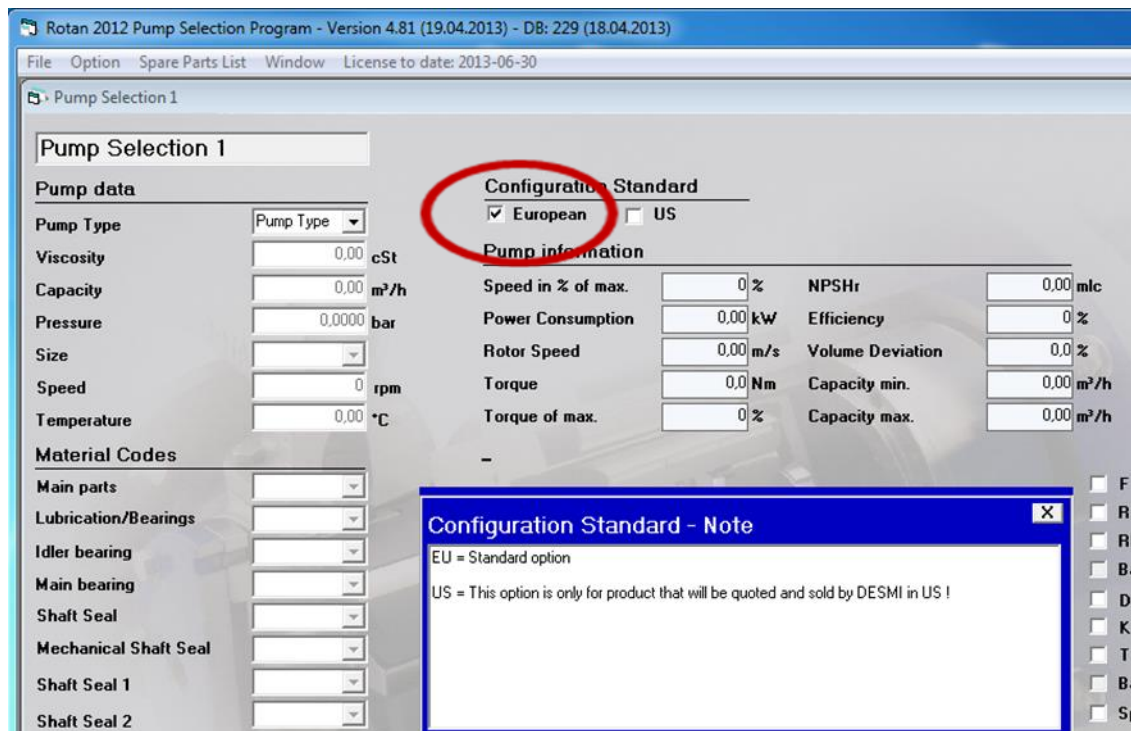 Rotan 2012 Pump Selection Program - Version 4.81 (19.04.2013) - DB: 229 (18.04.2013)
File Option Spare Parts List Window License to date: 2013-06-30
Pump Selection 1
Pump Selection 1
Pump data
Pump Type Pump Type
Viscosity 0,00 cSt
Capacity 0,00 m³/h
Pressure 0,0000 bar
Size
Speed 0 rpm
Temperature 0,00 °C
Material Codes
Main parts
Lubrication/Bearings
Idler bearing
Main bearing
Shaft Seal
Mechanical Shaft Seal
Shaft Seal 1
Shaft Seal 2
Configuration Standard
European US
Pump information
Speed in % of max. 0 % NPSHr 0,00 mlc
Power Consumption 0,00 kW Efficiency 0 %
Rotor Speed 0,00 m/s Volume Deviation 0,0 %
Torque 0,0 Nm Capacity min. 0,00 m³/h
Torque of max. 0 % Capacity max. 0,00 m³/h
-
Configuration Standard - Note X
EU = Standard option
US = This option is only for product that will be quoted and sold by DESMI in US !
F
R
R
Ba
D
K
T
Ba
Sp